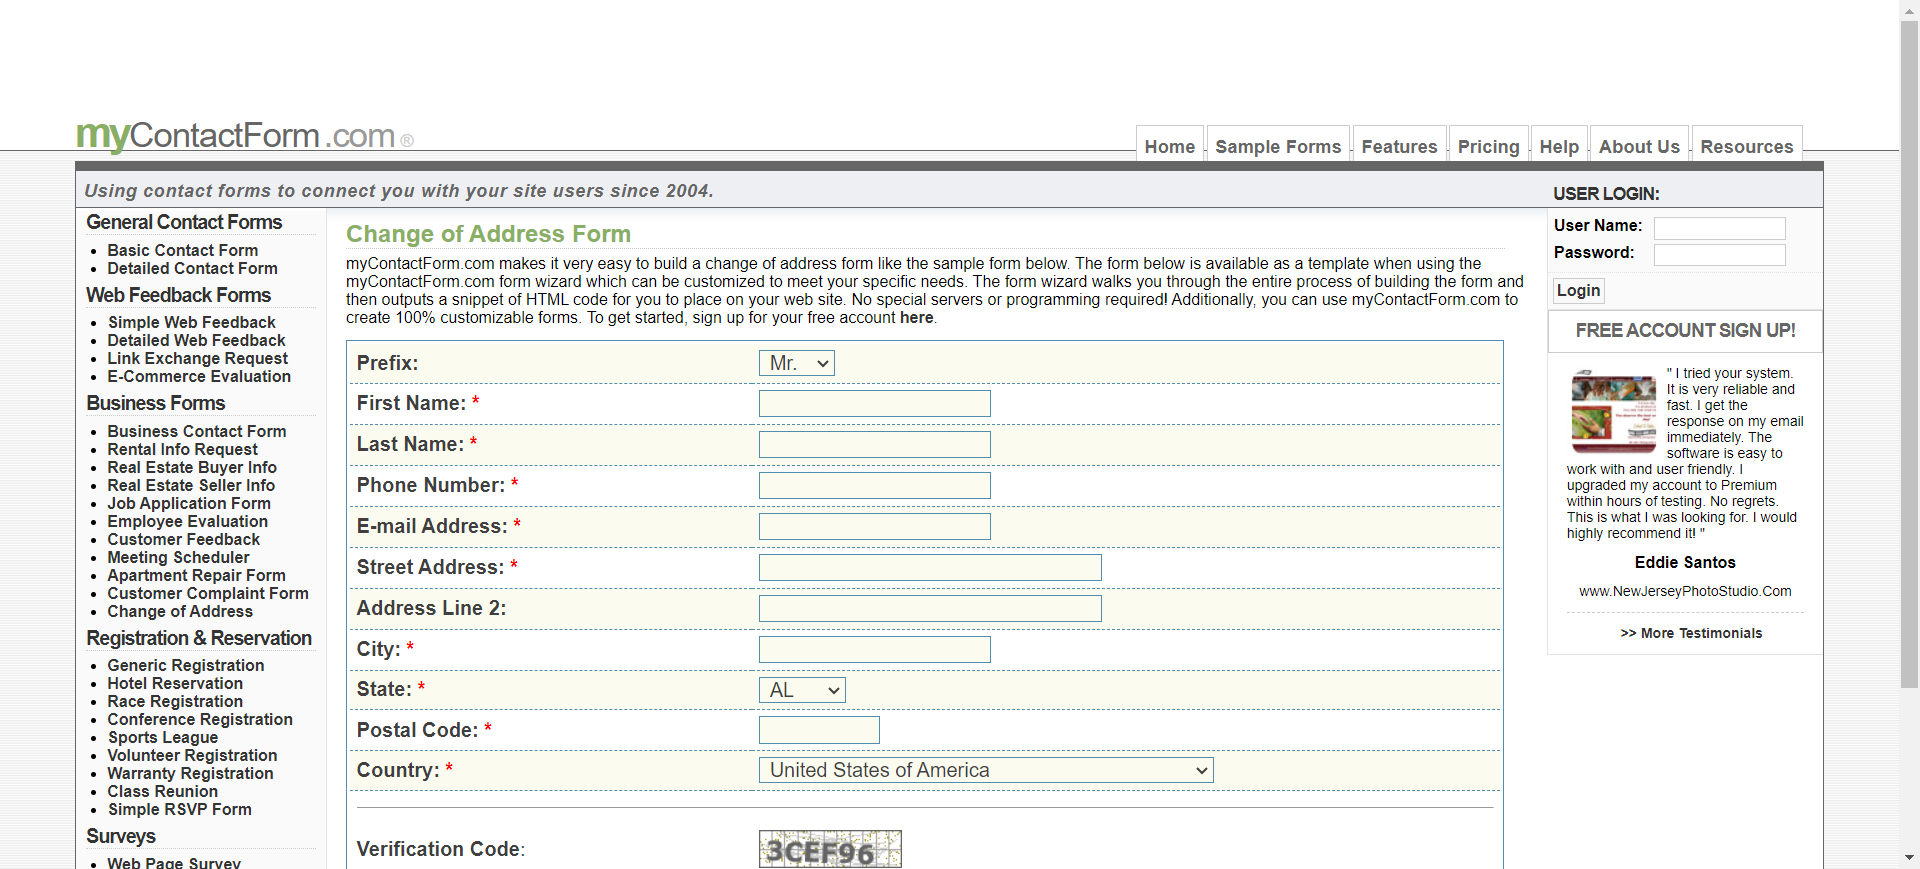 myContactForm.com ®
Home
Sample Forms
Features
Pricing
Help
About Us
Resources
Using contact forms to connect you with your site users since 2004.
USER LOGIN:
General Contact Forms
Basic Contact Form
Detailed Contact Form
Web Feedback Forms
Simple Web Feedback
Detailed Web Feedback
Link Exchange Request
E-Commerce Evaluation
Business Forms
Business Contact Form
Rental Info Request
Real Estate Buyer Info
Real Estate Seller Info
Job Application Form
Employee Evaluation
Customer Feedback
Meeting Scheduler
Apartment Repair Form
Customer Complaint Form
Change of Address
Registration & Reservation
Generic Registration
Hotel Reservation
Race Registration
Conference Registration
Sports League
Volunteer Registration
Warranty Registration
Class Reunion
Simple RSVP Form
Surveys
Web Page Survey
Change of Address Form
myContactForm.com makes it very easy to build a change of address form like the sample form below. The form below is available as a template when using the
myContactForm.com form wizard which can be customized to meet your specific needs. The form wizard walks you through the entire process of building the form and
then outputs a snippet of HTML code for you to place on your web site. No special servers or programming required! Additionally, you can use myContactForm.com to
create 100% customizable forms. To get started, sign up for your free account here.
Prefix: Mr.
First Name: *
Last Name: *
Phone Number: *
E-mail Address: *
Street Address: *
Address Line 2:
City: *
State: * AL
Postal Code: *
Country: * United States of America
Verification Code: 3CEF96
User Name:
Password:
Login
FREE ACCOUNT SIGN UP!
" I tried your system.
It is very reliable and
fast. I get the
response on my email
immediately. The
software is easy to
work with and user friendly. I
upgraded my account to Premium
within hours of testing. No regrets.
This is what I was looking for. I would
highly recommend it! "
Eddie Santos
www.NewJerseyPhotoStudio.Com
>> More Testimonials